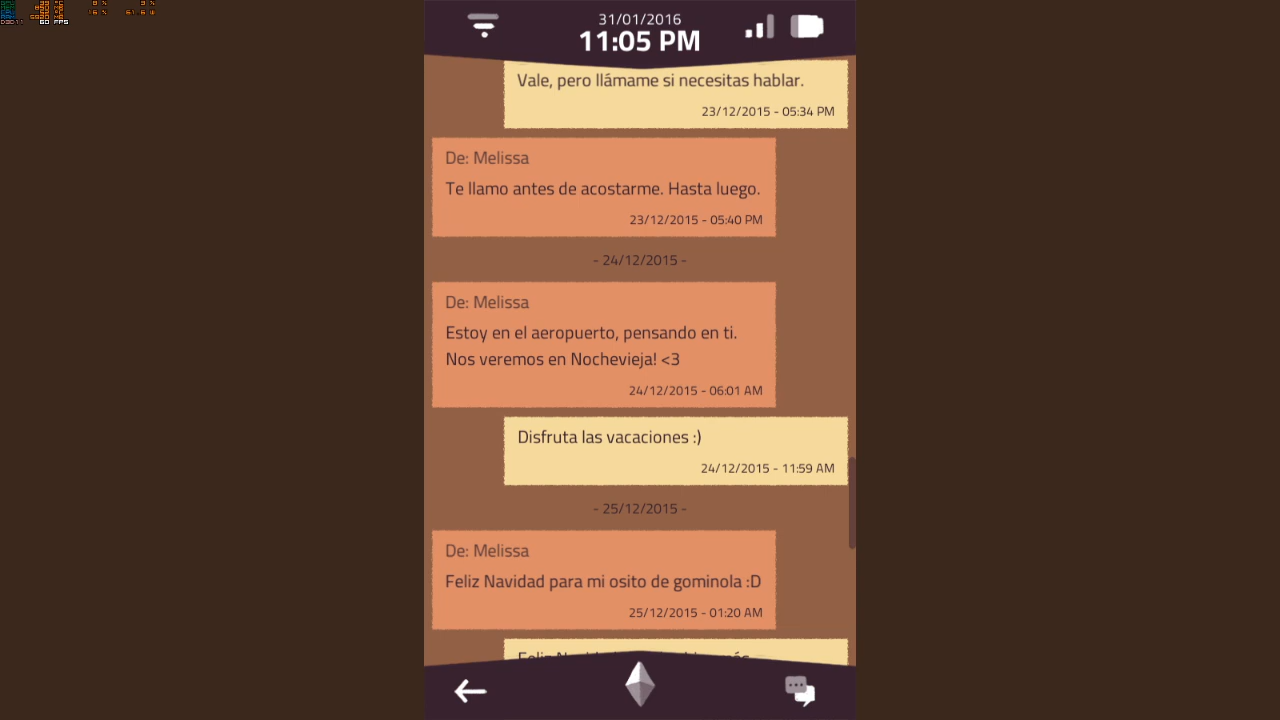 31/01/2016
11:05 PM
Vale, pero llámame si necesitas hablar.
23/12/2015 - 05:34 PM
De: Melissa
Te llamo antes de acostarme. Hasta luego.
23/12/2015 - 05:40 PM
- 24/12/2015 -
De: Melissa
Estoy en el aeropuerto, pensando en ti.
Nos veremos en Nochevieja! <3
24/12/2015 - 06:01 AM
Disfruta las vacaciones :)
24/12/2015 - 11:59 AM
- 25/12/2015 -
De: Melissa
Feliz Navidad para mi osito de gominola :D
25/12/2015 - 01:20 AM